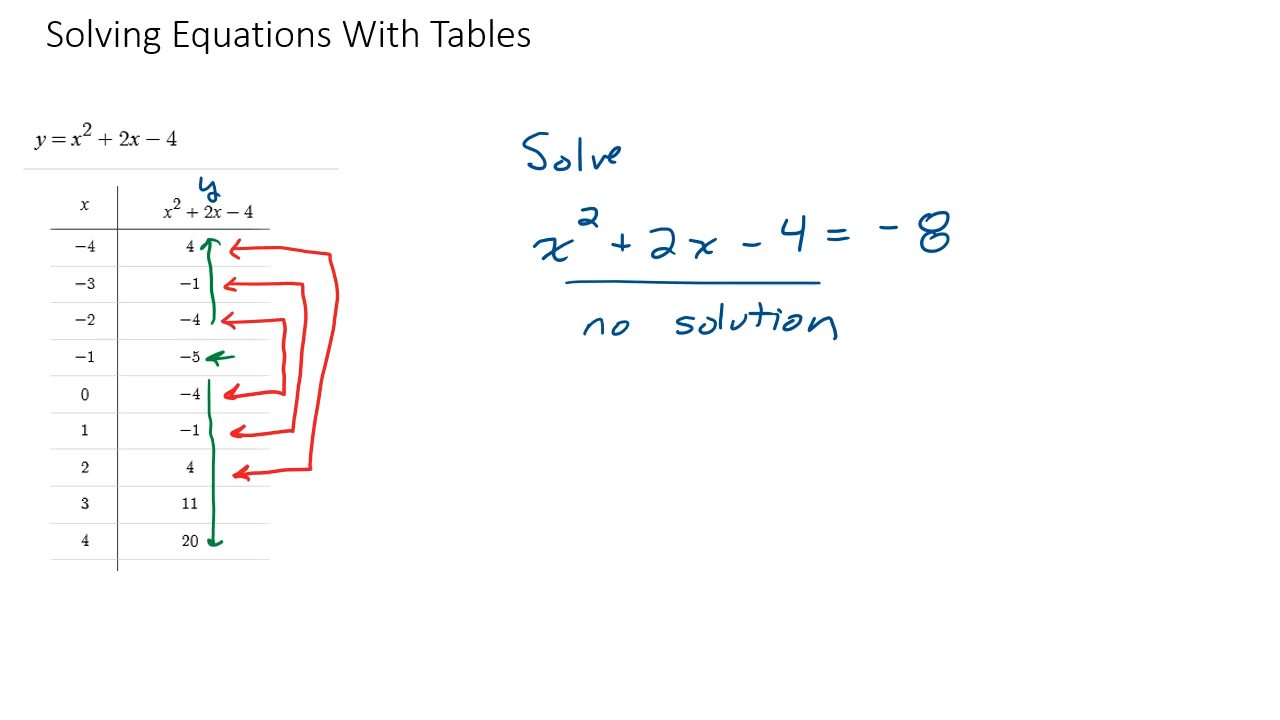 Solving Equations With Tables
y = x² + 2x − 4
Solve
y
x x² + 2x − 4
x² + 2x - 4 = - 8
−4 4
−3 −1
no solution
−2 −4
−1 −5
0 −4
1 −1
2 4
3 11
4 20